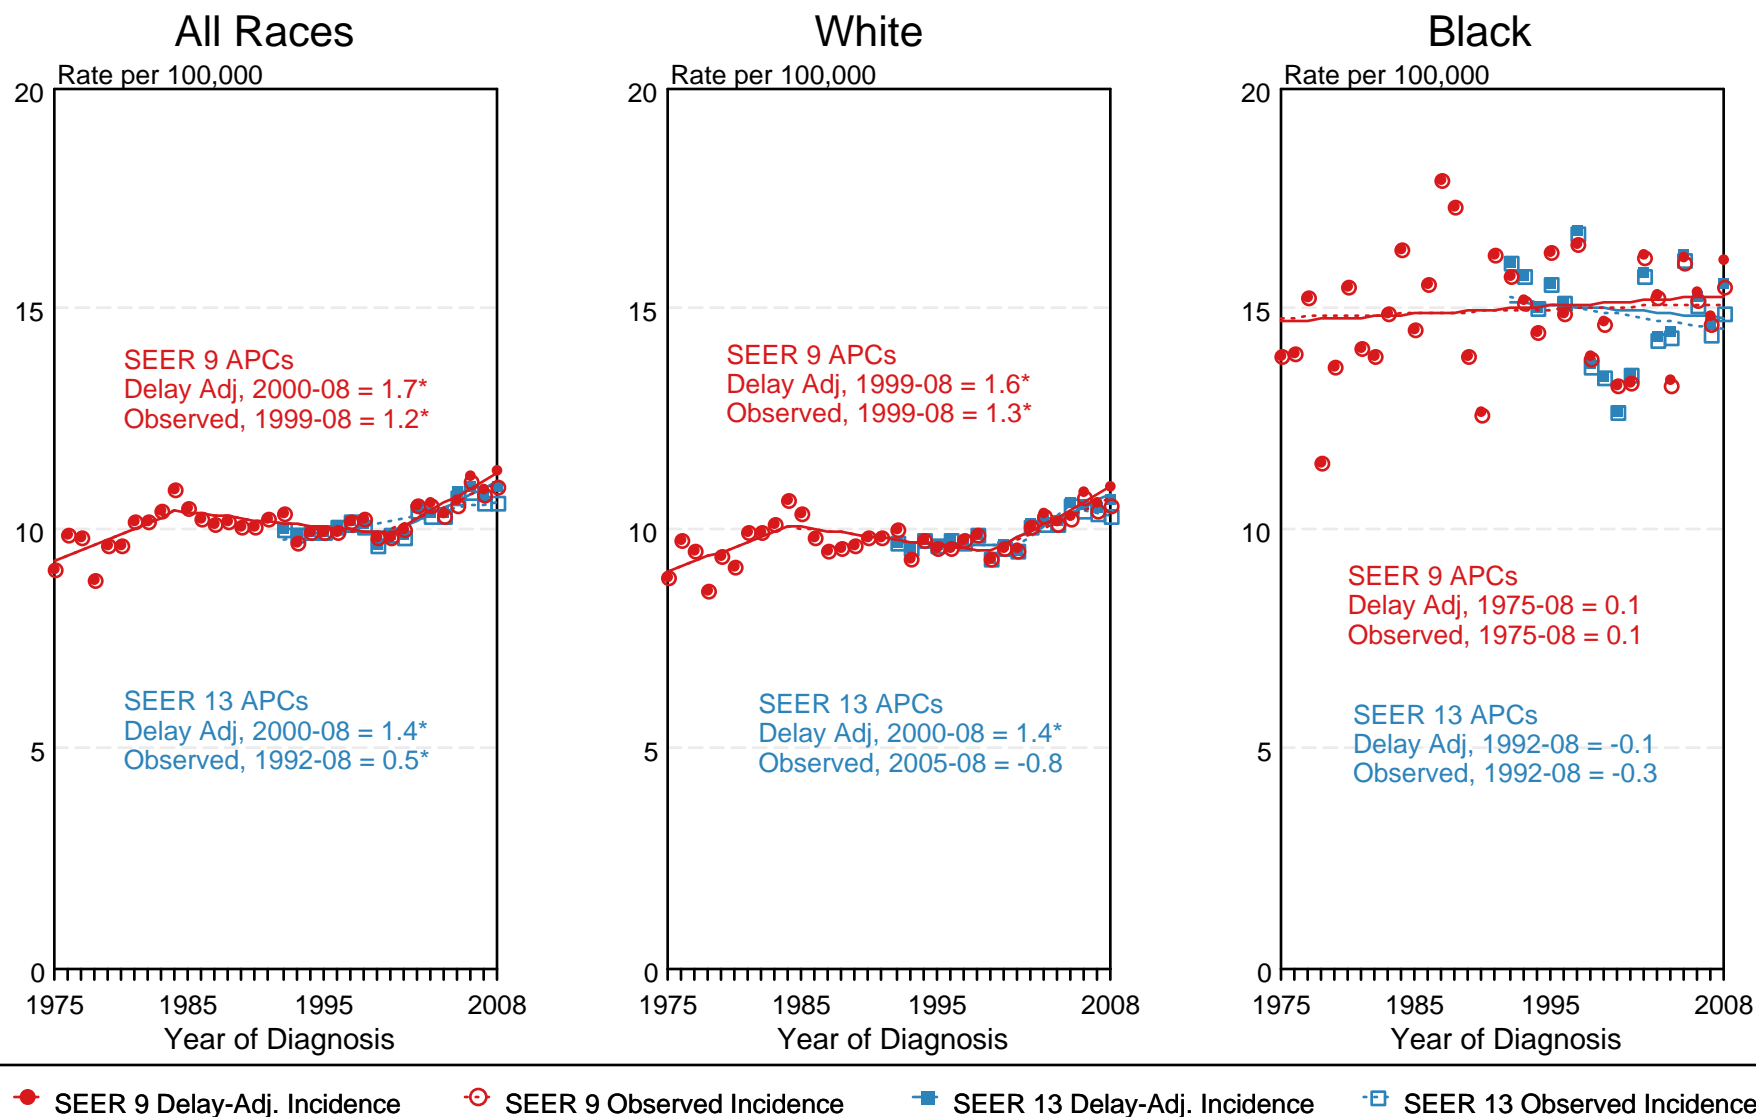 All Races
White
Black
Rate per 100,000
Rate per 100,000
Rate per 100,000
20
15
10
5
0
SEER 9 APCs
Delay Adj, 2000-08 = 1.7*
Observed, 1999-08 = 1.2*
SEER 13 APCs
Delay Adj, 2000-08 = 1.4*
Observed, 1992-08 = 0.5*
1975 1985 1995 2008
Year of Diagnosis
20
15
10
5
0
SEER 9 APCs
Delay Adj, 1999-08 = 1.6*
Observed, 1999-08 = 1.3*
SEER 13 APCs
Delay Adj, 2000-08 = 1.4*
Observed, 2005-08 = -0.8
1975 1985 1995 2008
Year of Diagnosis
20
15
10
5
0
SEER 9 APCs
Delay Adj, 1975-08 = 0.1
Observed, 1975-08 = 0.1
SEER 13 APCs
Delay Adj, 1992-08 = -0.1
Observed, 1992-08 = -0.3
1975 1985 1995 2008
Year of Diagnosis
SEER 9 Delay-Adj. Incidence
SEER 9 Observed Incidence
SEER 13 Delay-Adj. Incidence
SEER 13 Observed Incidence